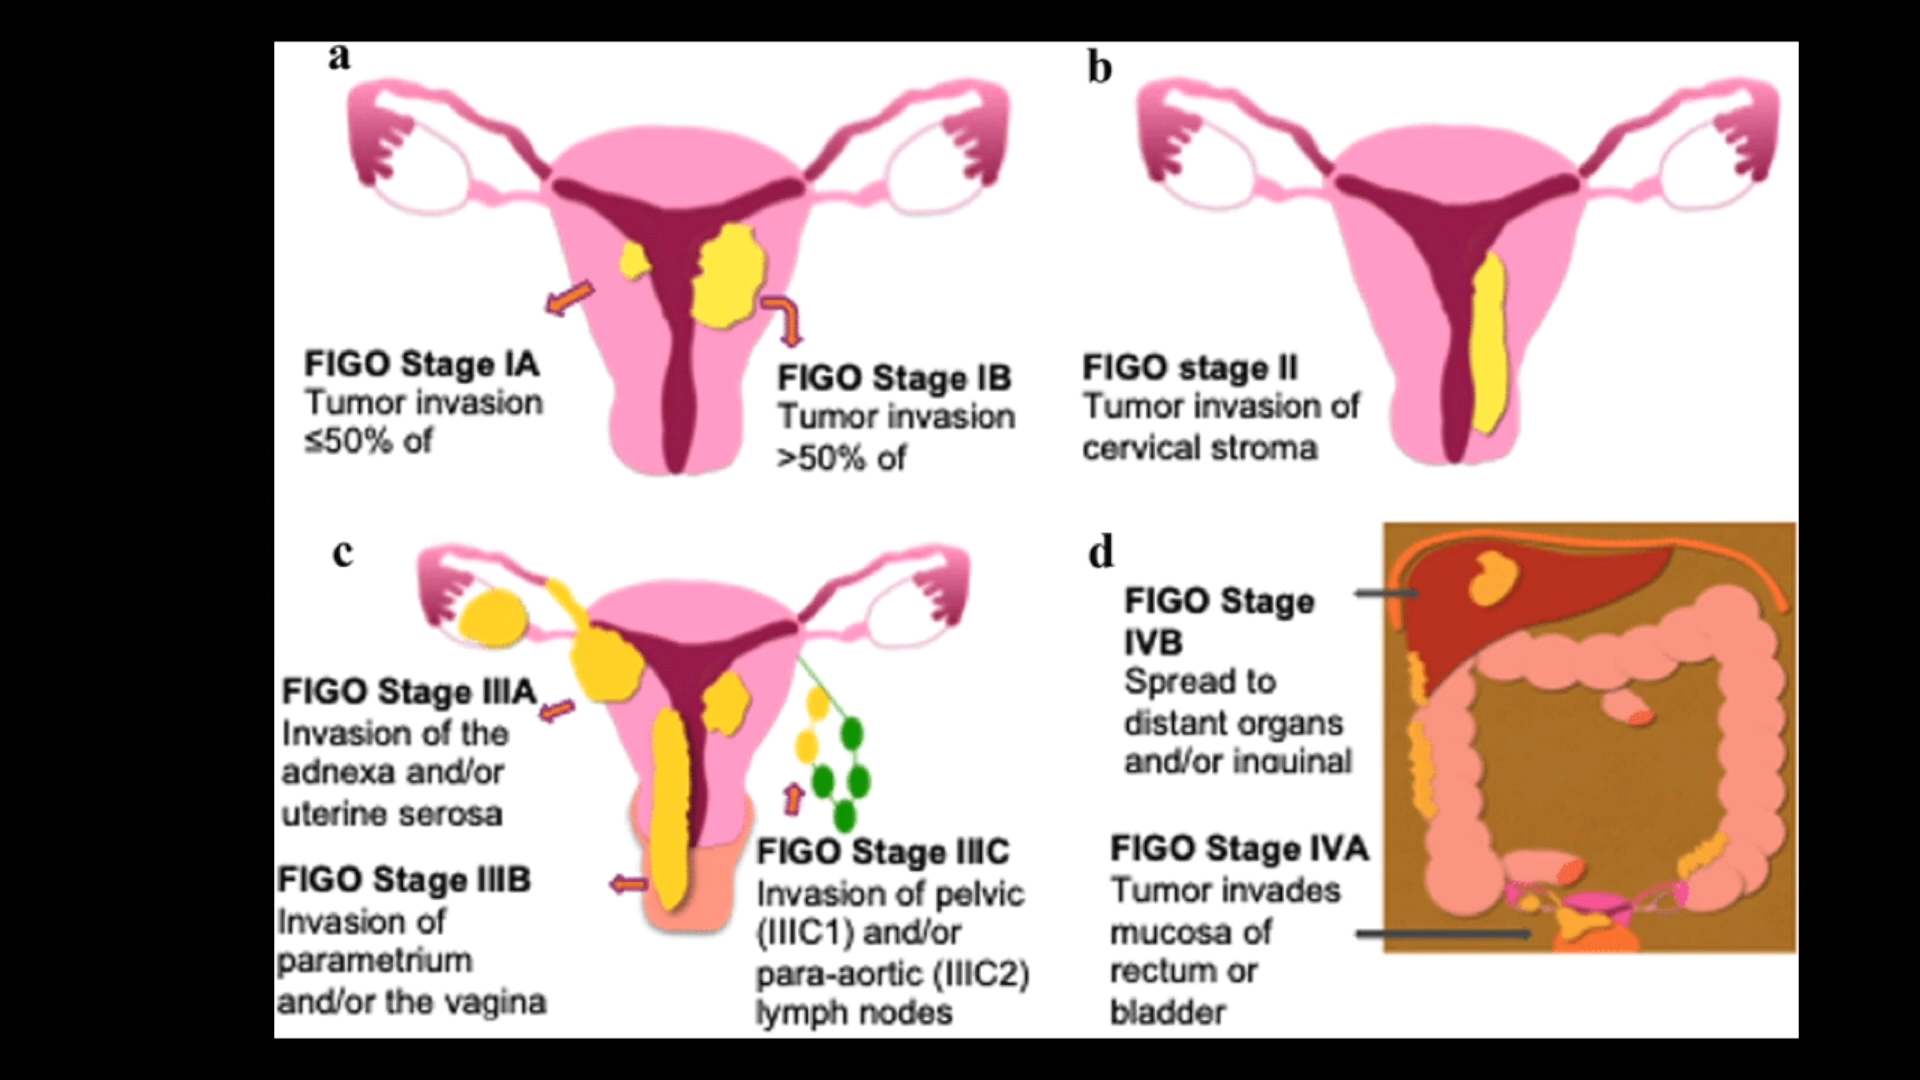 a
FIGO Stage IA
Tumor invasion
≤50% of
FIGO Stage IB
Tumor invasion
>50% of
b
FIGO stage II
Tumor invasion of
cervical stroma
c
FIGO Stage IIIA
Invasion of the
adnexa and/or
uterine serosa
FIGO Stage IIIB
Invasion of
parametrium
and/or the vagina
FIGO Stage IIIC
Invasion of pelvic
(IIIC1) and/or
para-aortic (IIIC2)
lymph nodes
d
FIGO Stage
IVB
Spread to
distant organs
and/or inguinal
FIGO Stage IVA
Tumor invades
mucosa of
rectum or
bladder